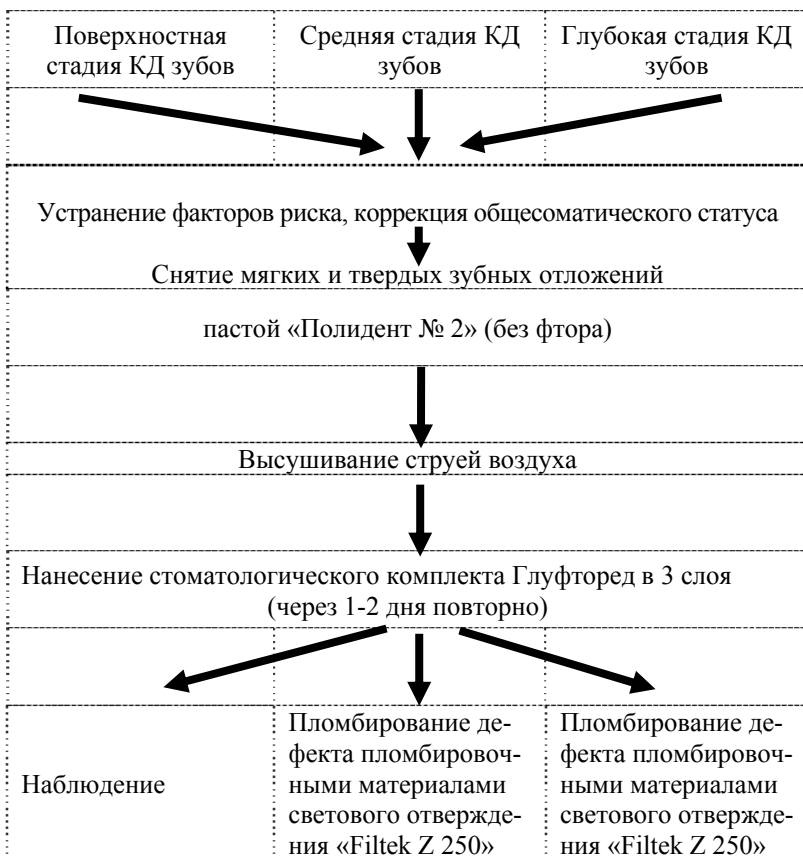 Поверхностная
стадия КД зубов
Средняя стадия КД
зубов
Глубокая стадия КД
зубов
Устранение факторов риска, коррекция общесоматического статуса
Снятие мягких и твердых зубных отложений
пастой «Полидент № 2» (без фтора)
Высушивание струей воздуха
Нанесение стоматологического комплекта Глуфторед в 3 слоя
(через 1-2 дня повторно)
Наблюдение
Пломбирование де-
фекта пломбировоч-
ными материалами
светового отвержде-
ния «Filtek Z 250»
Пломбирование де-
фекта пломбировоч-
ными материалами
светового отвержде-
ния «Filtek Z 250»